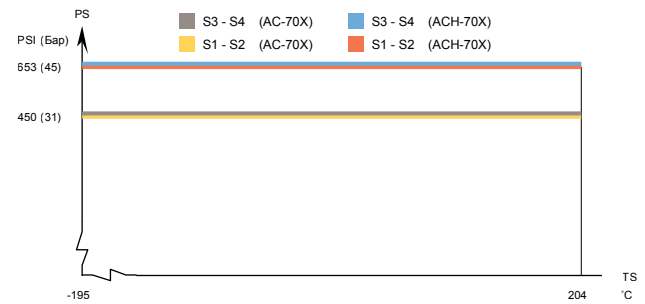 PS
S3 - S4 (AC-70X) S3 - S4 (ACH-70X)
PSI (Бар)
S1 - S2 (AC-70X) S1 - S2 (ACH-70X)
653 (45)
450 (31)
TS
-195 204 °C